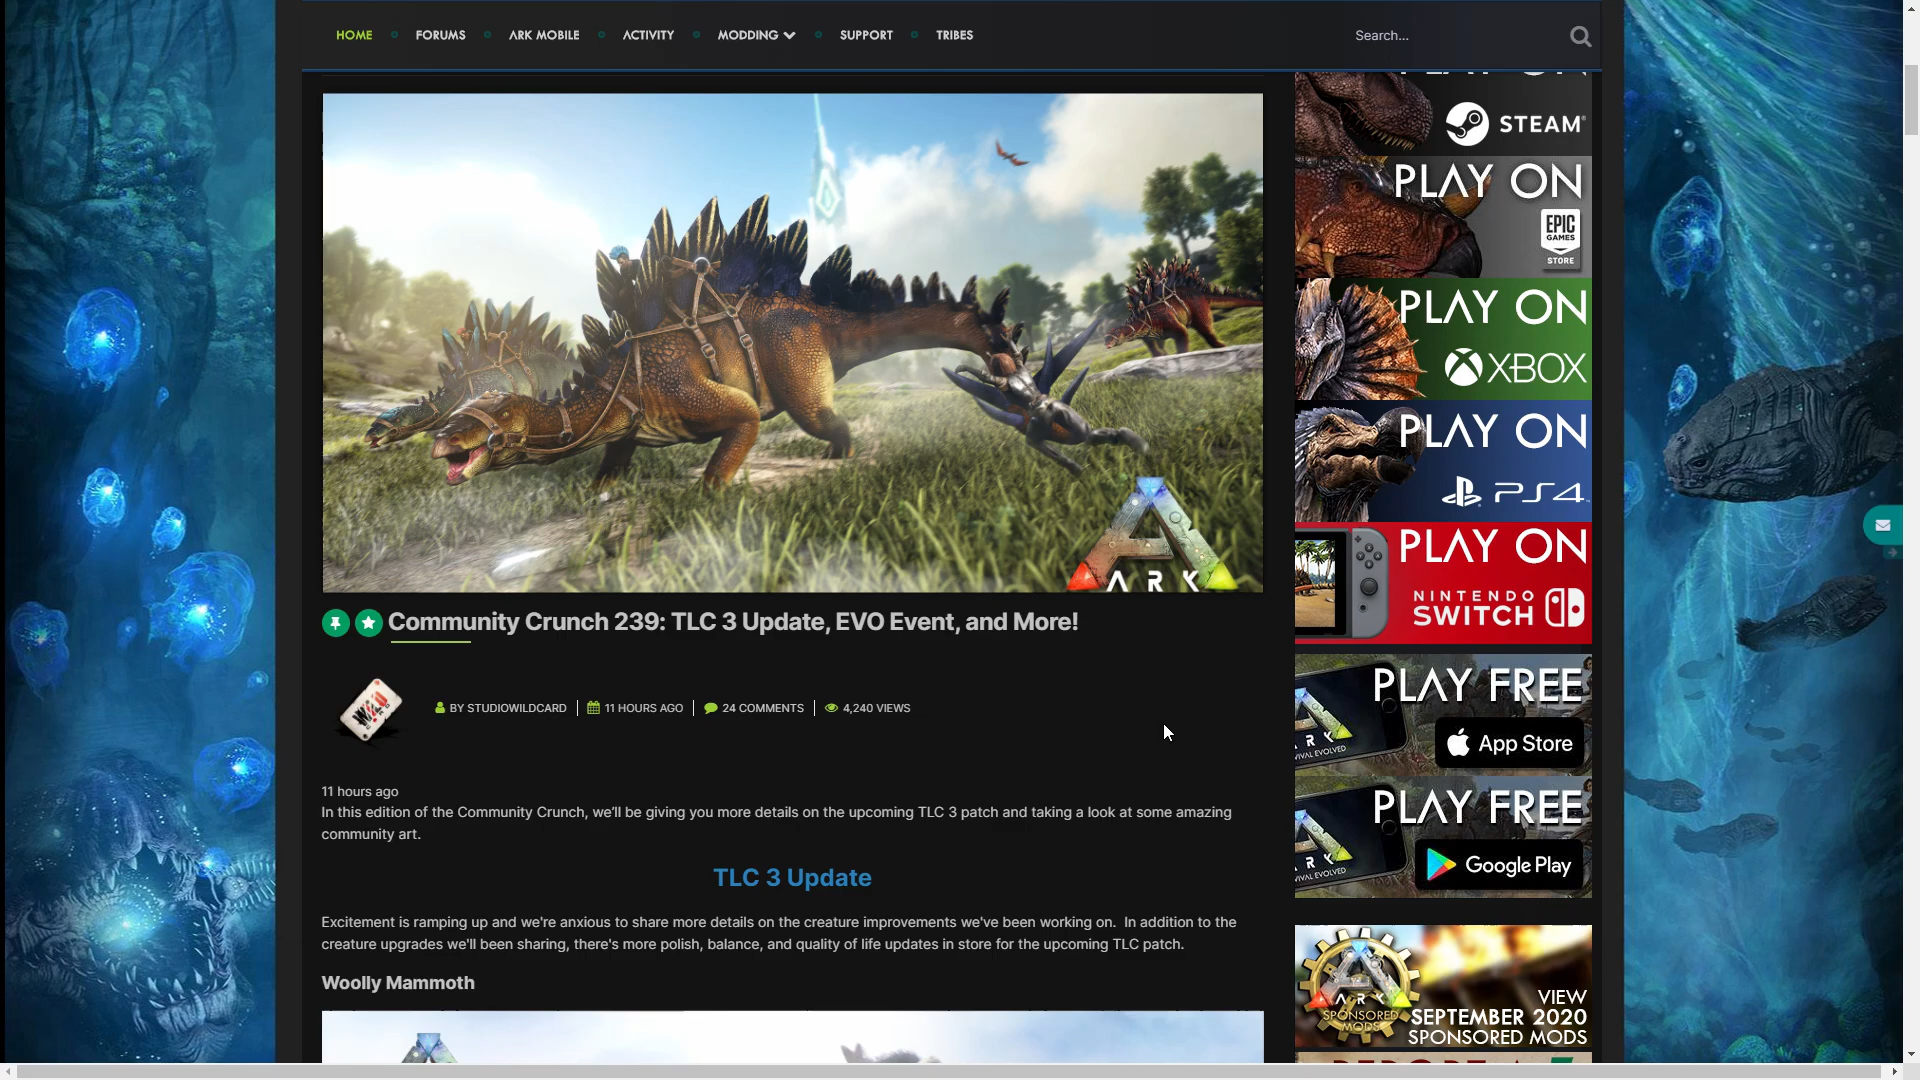 HOME
FORUMS
ARK MOBILE
ACTIVITY
MODDING
SUPPORT
TRIBES
Search...
STEAM
PLAY ON
EPIC
GAMES
STORE
PLAY ON
XBOX
PLAY ON
PS4
PLAY ON
NINTENDO
SWITCH
PLAY FREE
App Store
PLAY FREE
Google Play
ARK
SPONSORED
MODS
VIEW
SEPTEMBER 2020
SPONSORED MODS
ARK
Community Crunch 239: TLC 3 Update, EVO Event, and More!
WILD
BY STUDIOWILDCARD
11 HOURS AGO
24 COMMENTS
4,240 VIEWS
11 hours ago
In this edition of the Community Crunch, we'll be giving you more details on the upcoming TLC 3 patch and taking a look at some amazing
community art.
TLC 3 Update
Excitement is ramping up and we're anxious to share more details on the creature improvements we've been working on.  In addition to the
creature upgrades we'll been sharing, there's more polish, balance, and quality of life updates in store for the upcoming TLC patch.
Woolly Mammoth